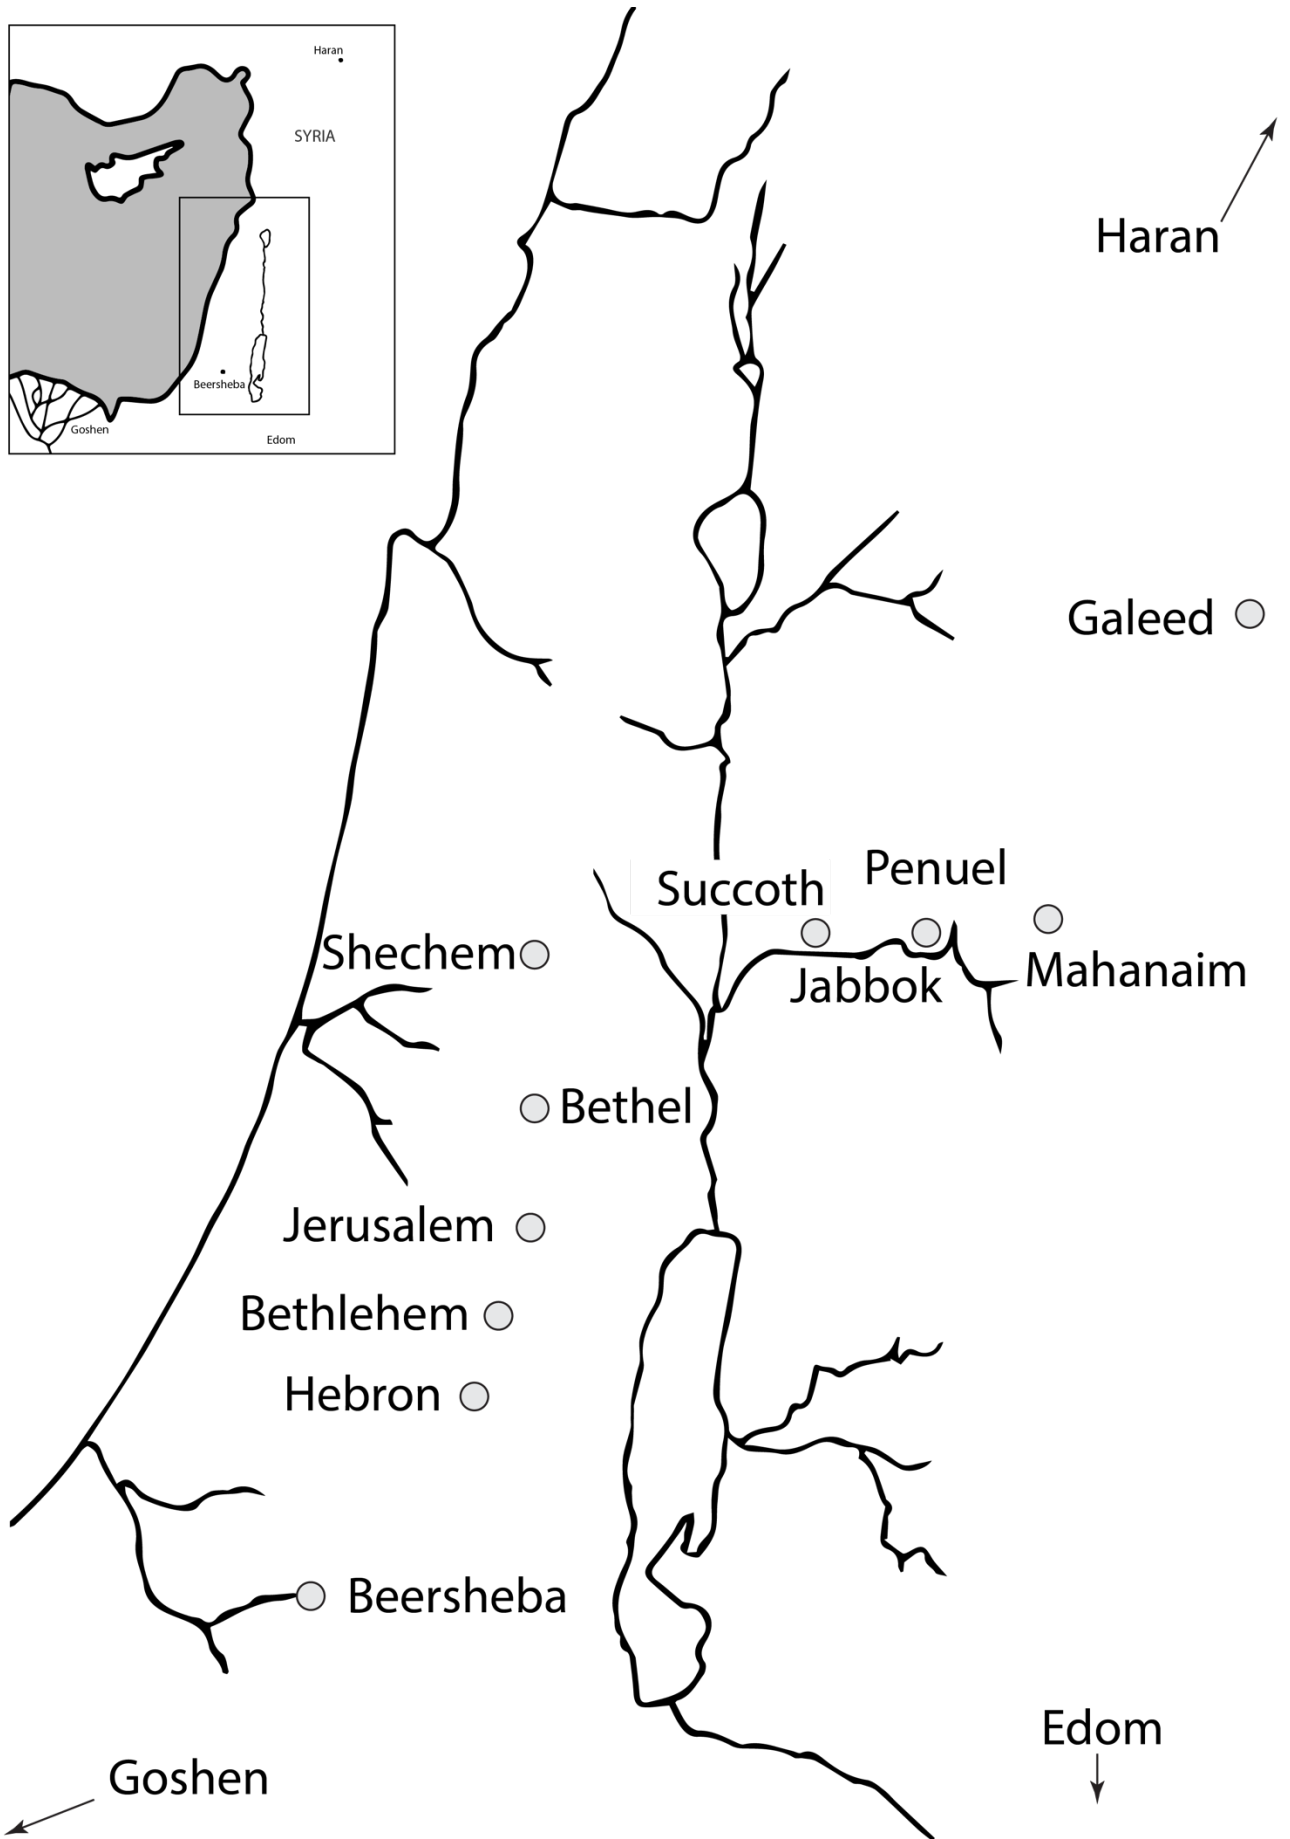 Haran
SYRIA
Beersheba
Goshen
Edom
Haran
Galeed
Penuel
Succoth
Shechem
Mahanaim
Jabbok
Bethel
Jerusalem
Bethlehem
Hebron
Beersheba
Edom
Goshen